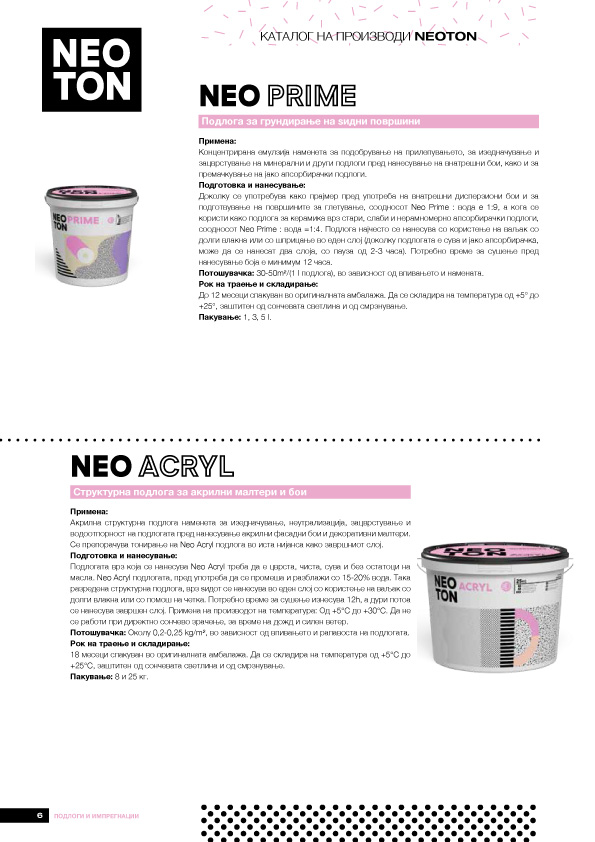 КАТАЛОГ НА ПРОИЗВОДИ NEOTON
NEO
TON
NEO PRIME
Подлога за грундирање на ѕидни површини
Примена:
Концентрирана емулзија наменета за подобрување на прилепувањето, за изедначување и
зацврстување на минерални и други подлоги пред нанесување на внатрешни бои, како и за
премачкување на јако апсорбирачки подлоги.
Подготовка и нанесување:
Доколку се употребува како прајмер пред употреба на внатрешни дисперзиони бои и за
подготвување на површините за глетување, соодносот Neo Prime : вода е 1:9, а кога се
користи како подлога за керамика врз стари, слаби и нерамномерно апсорбирачки подлоги,
соодносот Neo Prime : вода =1:4. Подлога најчесто се нанесува со користење на ваљак со
долги влакна или со шприцање во еден слој (доколку подлогата е сува и јако апсорбирачка,
може да се нанесат два слоја, со пауза од 2-3 часа). Потребно време за сушење пред
нанесување боја е минимум 12 часа.
Потошувачка: 30-50m²/(1 l подлога), во зависност од впивањето и намената.
Рок на траење и складирање:
До 12 месеци спакуван во оригиналната амбалажа. Да се складира на температура од +5° до
+25°, заштитен од сончевата светлина и од смрзнување.
Пакување: 1, 3, 5 l.
NEO PRIME
TON
NEO ACRYL
Структурна подлога за акрилни малтери и бои
Примена:
Акрилна структурна подлога наменета за изедначување, неутрализација, зацврстување и
водоотпорност на подлогата пред нанесување акрилни фасадни бои и декоративни малтери.
Се препорачува тонирање на Neo Acryl подлога во иста нијанса како завршниот слој.
Подготовка и нанесување:
Подлогата врз која се нанесува Neo Acryl треба да е цврста, чиста, сува и без остатоци на
масла. Neo Acryl подлогата, пред употреба да се промеша и разблажи со 15-20% вода. Така
разредена структурна подлога, врз ѕидот се нанесува во еден слој со користење на ваљак со
долги влакна или со помош на четка. Потребно време за сушење изнесува 12h, а дури потоа
се нанесува завршен слој. Примена на производот на температура: Од +5°C до +30°C. Да не
се работи при директно сончево зрачење, за време на дожд и силен ветер.
Потошувачка: Околу 0,2-0,25 kg/m², во зависност од впивањето и рапавоста на подлогата.
Рок на траење и складирање:
18 месеци спакуван во оригиналната амбалажа. Да се складира на температура од +5°C до
+25°C, заштитен од сончевата светлина и од смрзнување.
Пакување: 8 и 25 кг.
NEO ACRYL
TON
6 ПОДЛОГИ И ИМПРЕГНАЦИИ